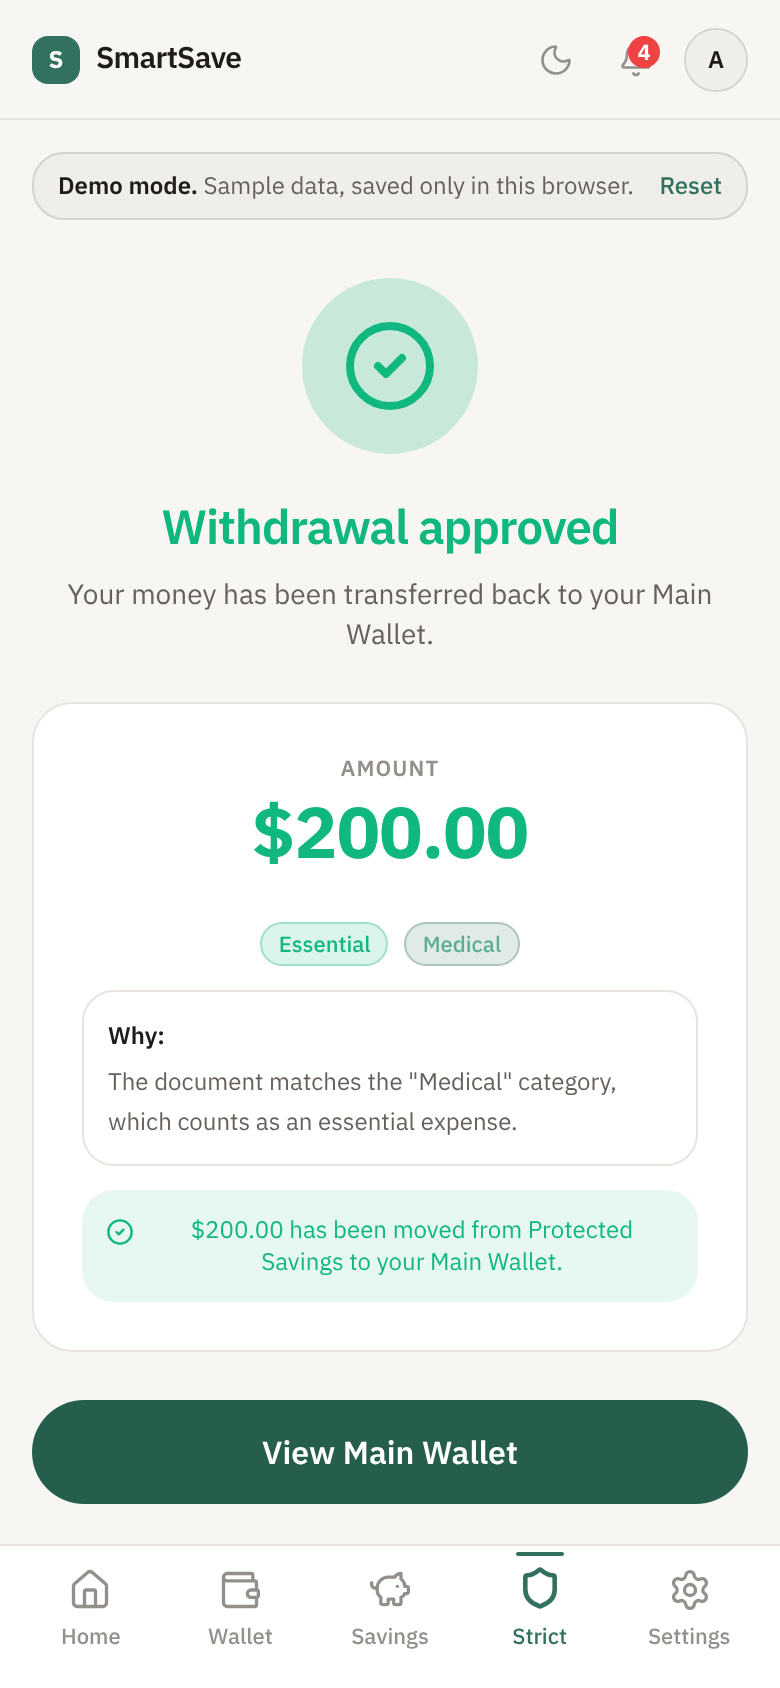 S SmartSave 4 A
Demo mode. Sample data, saved only in this browser. Reset
Withdrawal approved
Your money has been transferred back to your Main
Wallet.
AMOUNT
$200.00
Essential Medical
Why:
The document matches the "Medical" category,
which counts as an essential expense.
$200.00 has been moved from Protected
Savings to your Main Wallet.
View Main Wallet
Home Wallet Savings Strict Settings